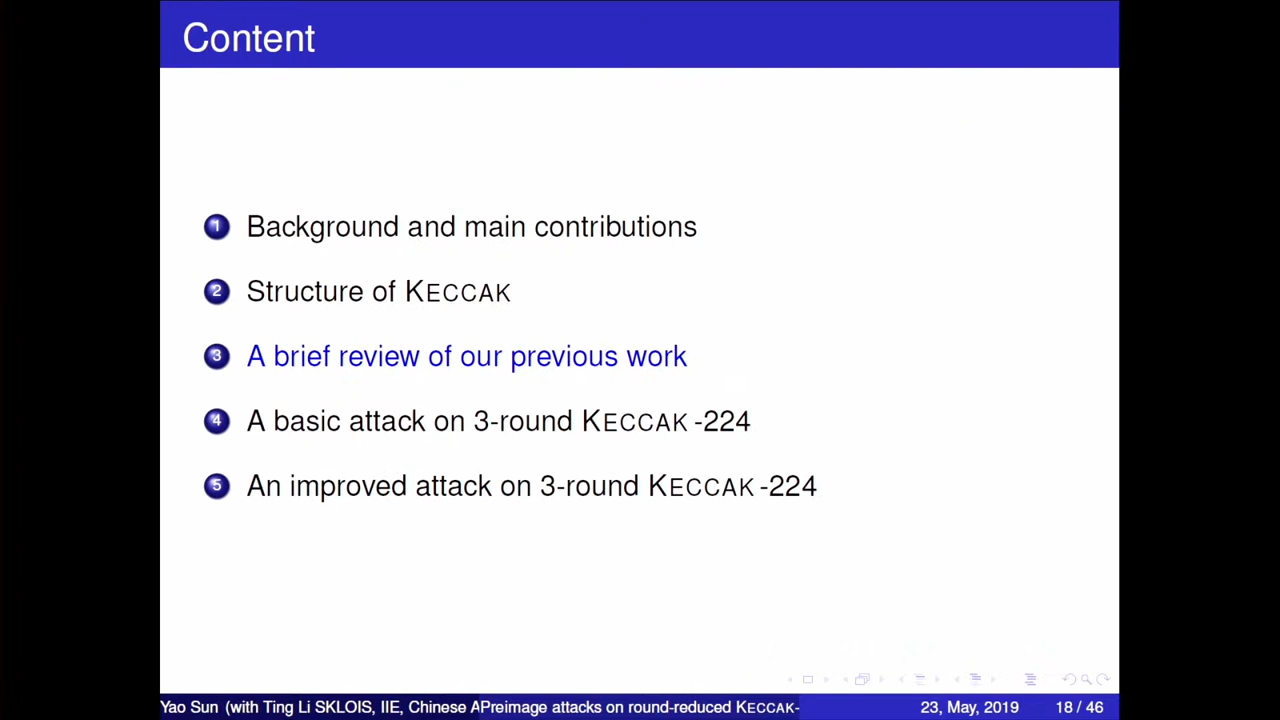 Content
1 Background and main contributions
2 Structure of KECCAK
3 A brief review of our previous work
4 A basic attack on 3-round KECCAK -224
5 An improved attack on 3-round KECCAK -224
Yao Sun (with Ting Li SKLOIS, IIE, Chinese A Preimage attacks on round-reduced KECCAK- 23, May, 2019 18 / 46